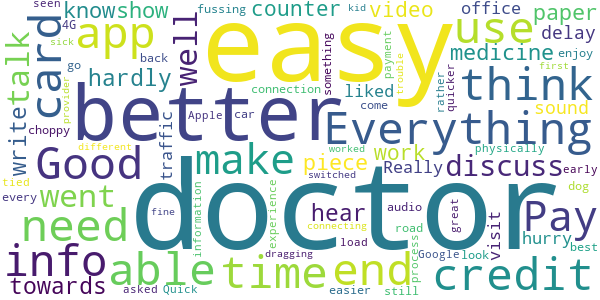 seen
know show
counter
video
office
paper
4G
fussing
kid
delay
card
talk
app
well
easy
use
sick
go
back
something
payment
trouble
rather
quicker
medicine
enjoy
first
provider
hardly
connection
liked
come
think
sound
write
choppy
better
Apple
car
Everything
different
traffic
worked
physically
tied
Good
make
piece
work
Really
discuss
early
every
went
doctor
switched
hear
audio
great
dog
need
information
experience
connecting
road
process
visit
Pay
fine
load
Google
look
hurry
best
info
able
time
end
credit
towards
asked
Quick
dragging
easier
still